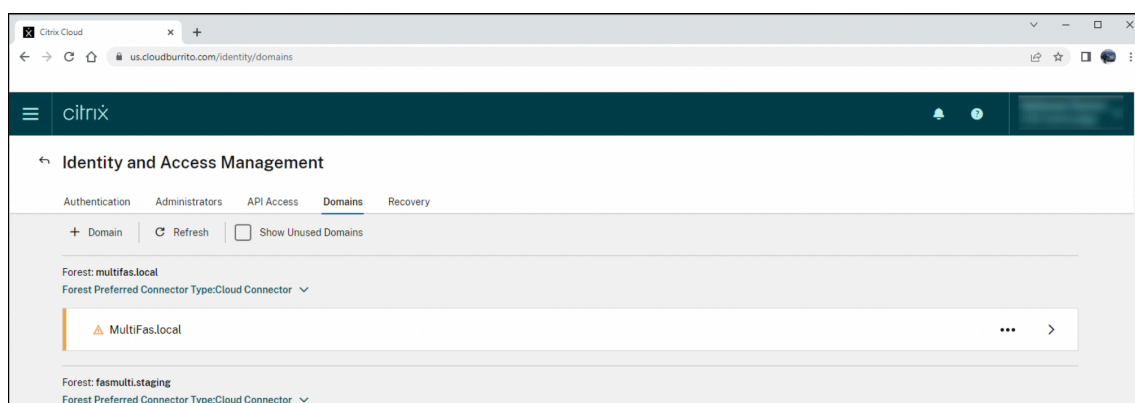 Citrix Cloud
us.cloudburrito.com/identity/domains
citrix
Identity and Access Management
Authentication Administrators API Access Domains Recovery
+ Domain Refresh Show Unused Domains
Forest: multifas.local
Forest Preferred Connector Type:Cloud Connector
MultiFas.local
Forest: fasmulti.staging
Forest Preferred Connector Type:Cloud Connector